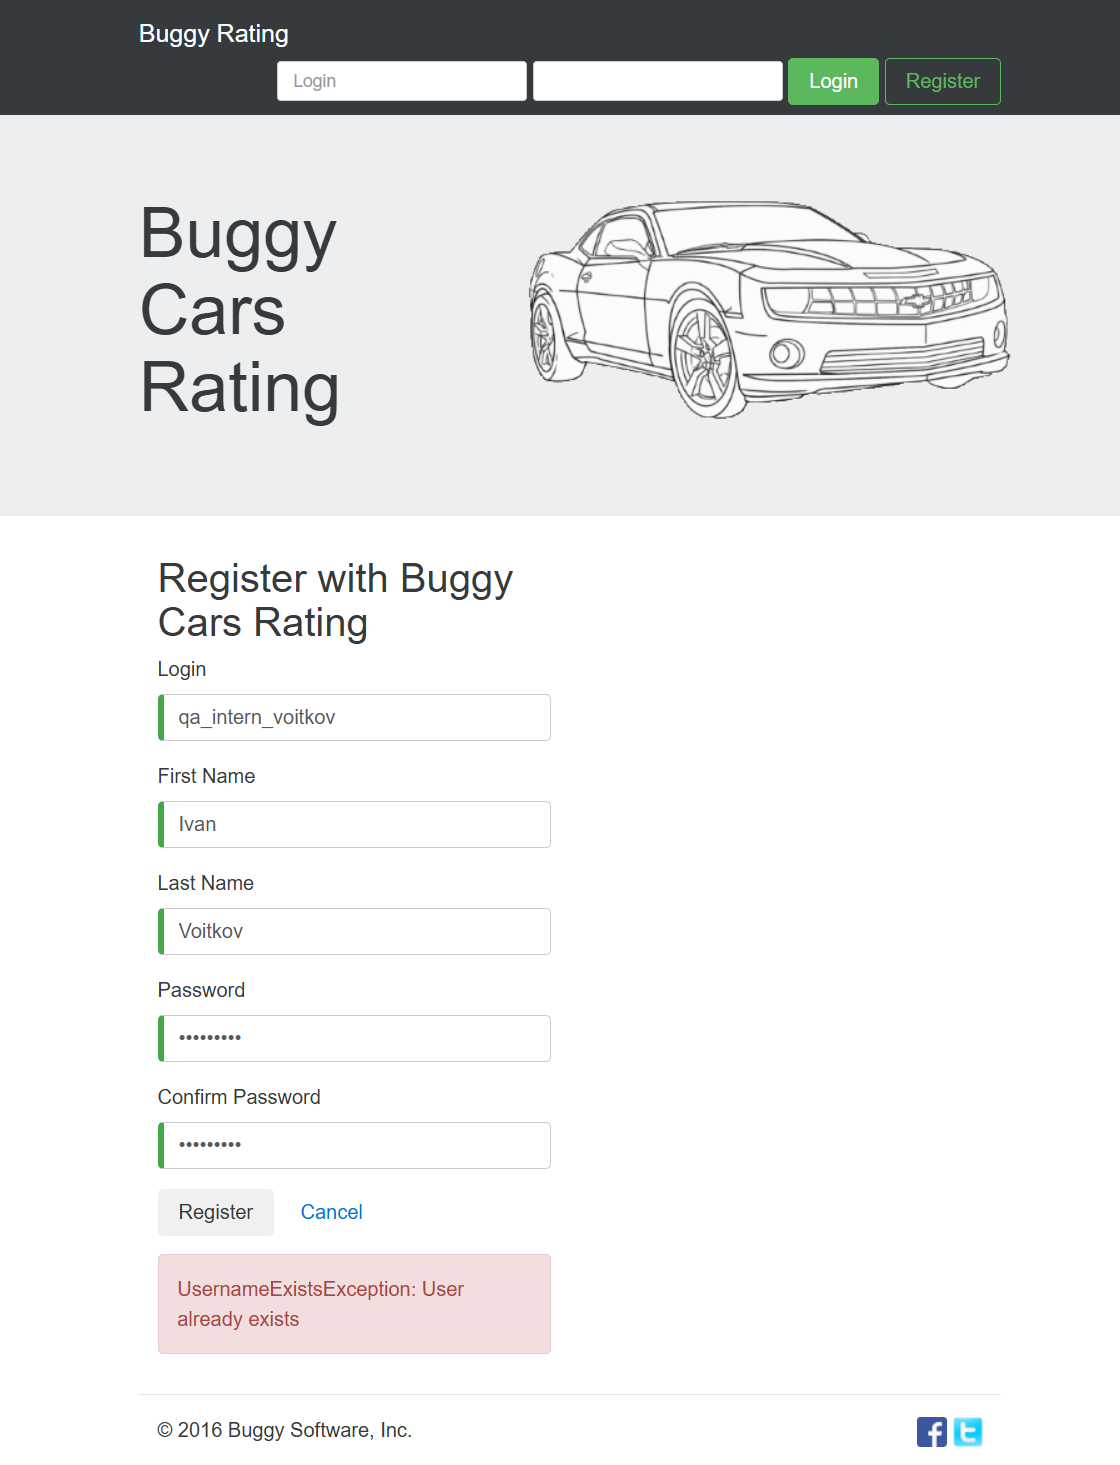 Buggy Rating
Login
Login
Register
Buggy
Cars
Rating
Register with Buggy
Cars Rating
Login
qa_intern_voitkov
First Name
Ivan
Last Name
Voitkov
Password
•••••••••
Confirm Password
•••••••••
Register
Cancel
UsernameExistsException: User
already exists
© 2016 Buggy Software, Inc.